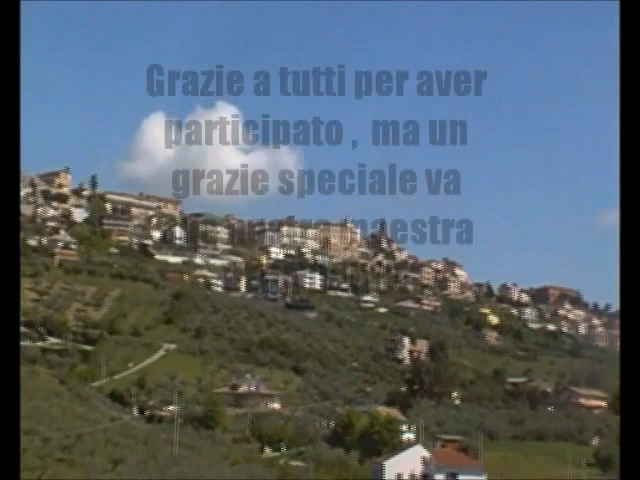 Grazie a tutti per aver
participato , ma un
grazie speciale va
maestra